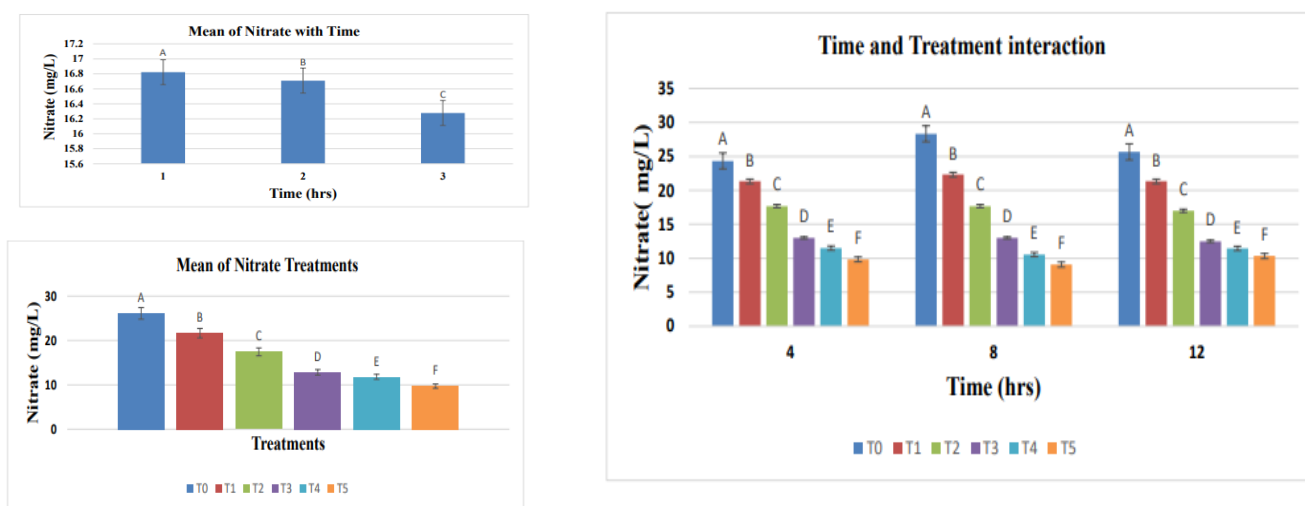 Mean of Nitrate with Time
Nitrate (mg/L)
17.2
17
16.8
16.6
16.4
16.2
16
15.8
15.6
A
B
C
1 2 3
Time (hrs)
Mean of Nitrate Treatments
Nitrate (mg/L)
30
20
10
0
A
B
C
D
E
F
Treatments
T0 T1 T2 T3 T4 T5
Time and Treatment interaction
Nitrate( mg/L)
35
30
25
20
15
10
5
0
A B C D E F
A B C D E F
A B C D E F
4 8 12
Time (hrs)
T0 T1 T2 T3 T4 T5